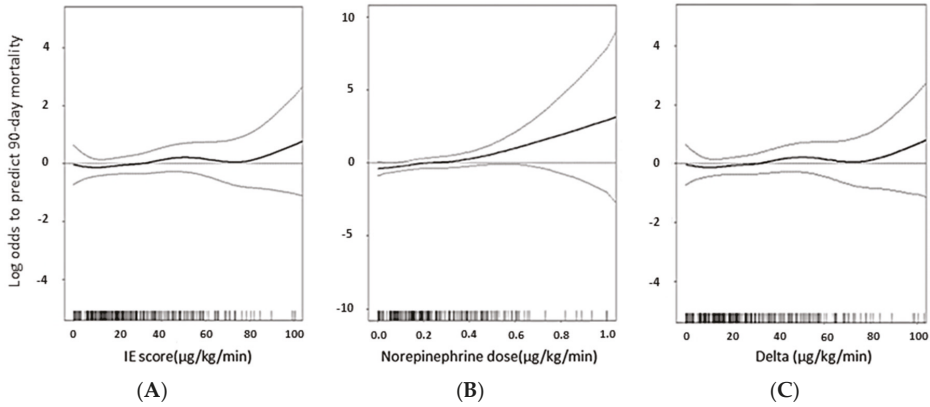 Log odds to predict 90-day mortality
4
2
0
-2
-4
0 20 40 60 80 100
IE score(µg/kg/min)
(A)
10
5
0
-5
-10
0.0 0.2 0.4 0.6 0.8 1.0
Norepinephrine dose(µg/kg/min)
(B)
4
2
0
-2
-4
0 20 40 60 80 100
Delta (µg/kg/min)
(C)